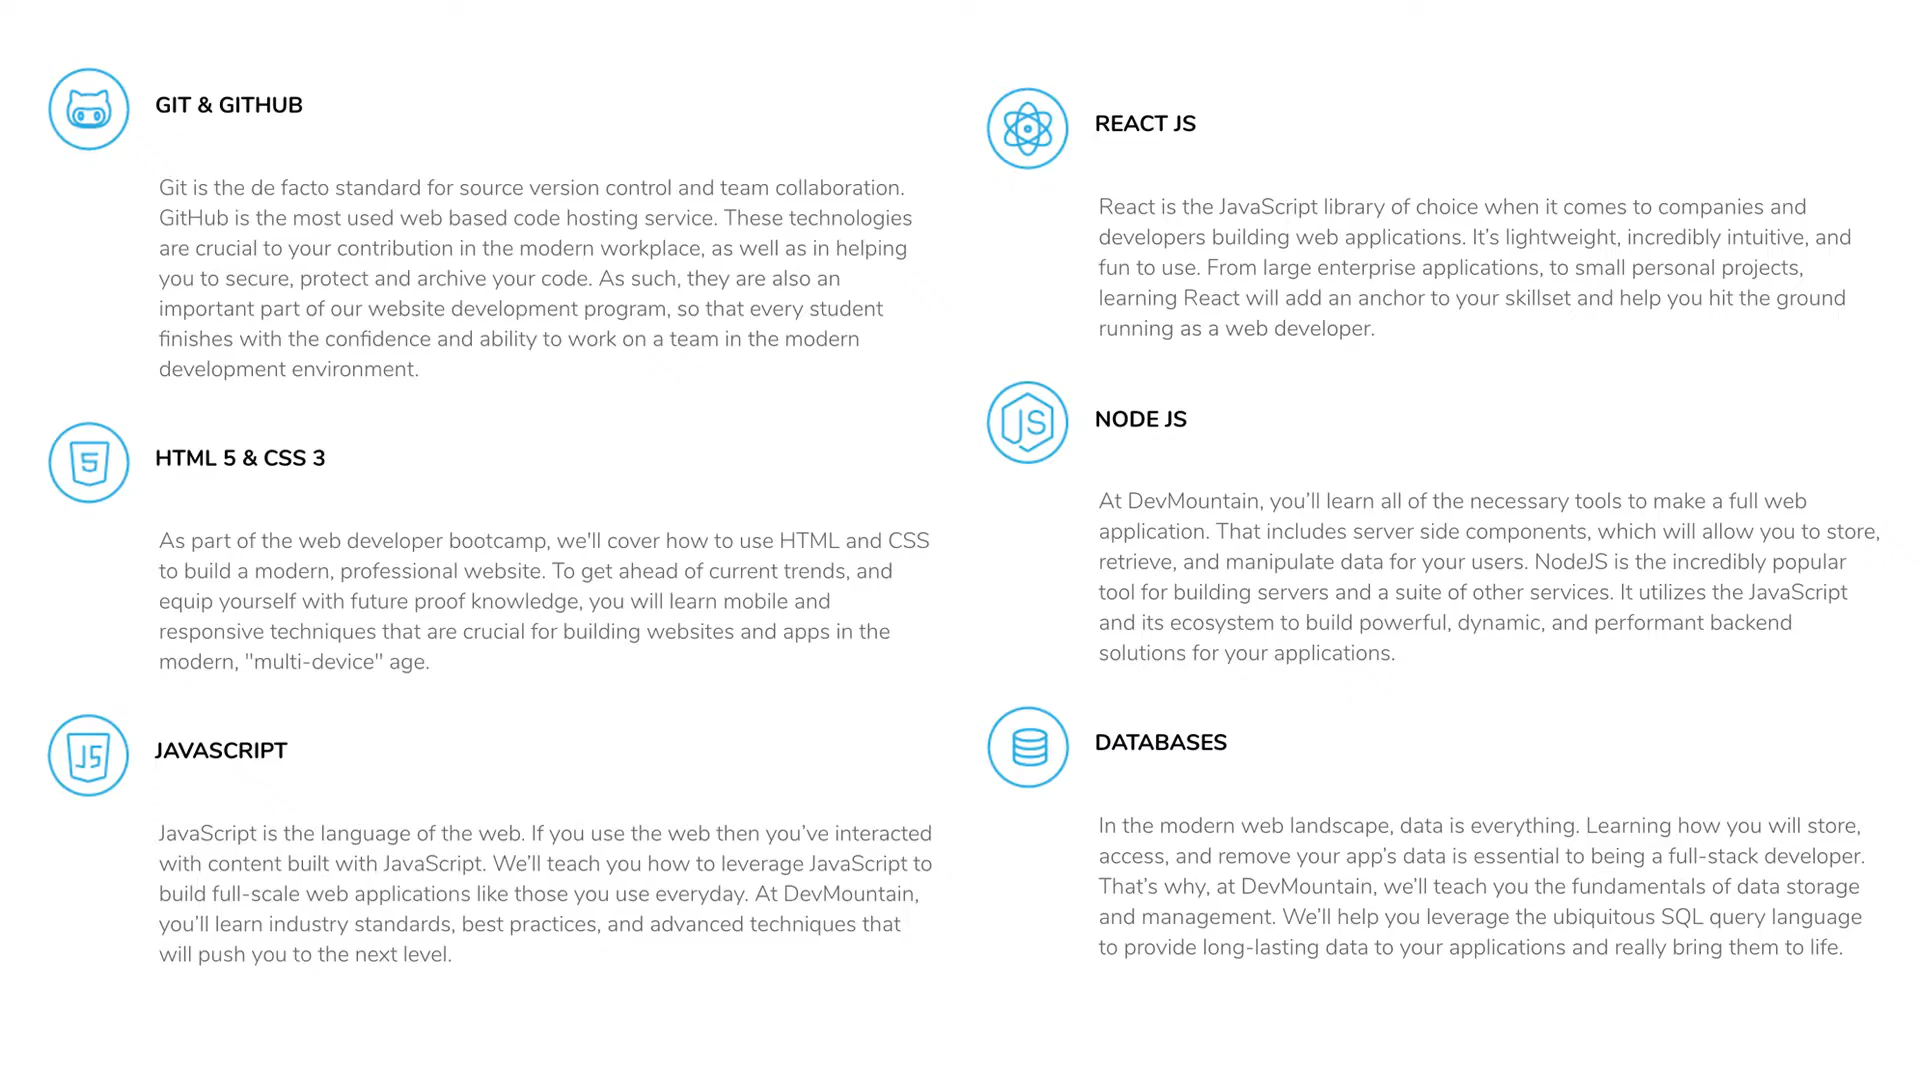 GIT & GITHUB
Git is the de facto standard for source version control and team collaboration.
GitHub is the most used web based code hosting service. These technologies
are crucial to your contribution in the modern workplace, as well as in helping
you to secure, protect and archive your code. As such, they are also an
important part of our website development program, so that every student
finishes with the confidence and ability to work on a team in the modern
development environment.
5
HTML 5 & CSS 3
As part of the web developer bootcamp, we'll cover how to use HTML and CSS
to build a modern, professional website. To get ahead of current trends, and
equip yourself with future proof knowledge, you will learn mobile and
responsive techniques that are crucial for building websites and apps in the
modern, "multi-device" age.
JS
JAVASCRIPT
JavaScript is the language of the web. If you use the web then you’ve interacted
with content built with JavaScript. We’ll teach you how to leverage JavaScript to
build full-scale web applications like those you use everyday. At DevMountain,
you’ll learn industry standards, best practices, and advanced techniques that
will push you to the next level.
REACT JS
React is the JavaScript library of choice when it comes to companies and
developers building web applications. It’s lightweight, incredibly intuitive, and
fun to use. From large enterprise applications, to small personal projects,
learning React will add an anchor to your skillset and help you hit the ground
running as a web developer.
JS
NODE JS
At DevMountain, you’ll learn all of the necessary tools to make a full web
application. That includes server side components, which will allow you to store,
retrieve, and manipulate data for your users. NodeJS is the incredibly popular
tool for building servers and a suite of other services. It utilizes the JavaScript
and its ecosystem to build powerful, dynamic, and performant backend
solutions for your applications.
DATABASES
In the modern web landscape, data is everything. Learning how you will store,
access, and remove your app’s data is essential to being a full-stack developer.
That’s why, at DevMountain, we’ll teach you the fundamentals of data storage
and management. We’ll help you leverage the ubiquitous SQL query language
to provide long-lasting data to your applications and really bring them to life.